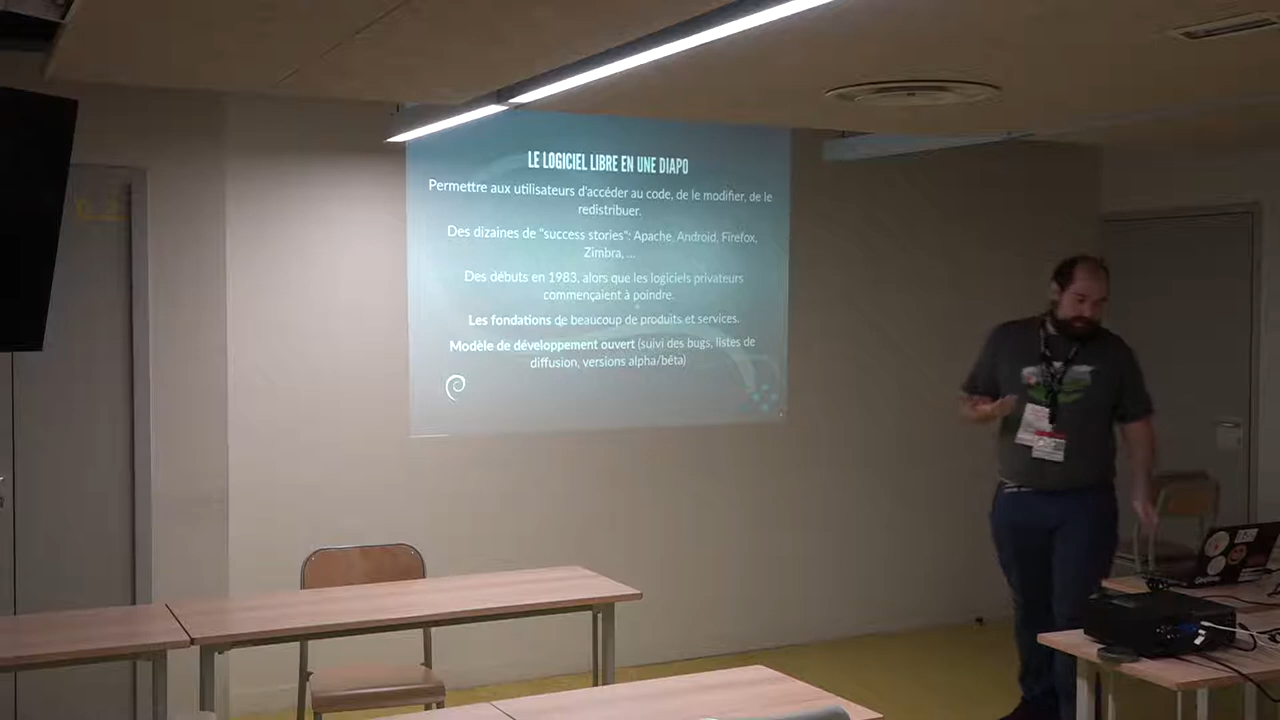 LE LOGICIEL LIBRE EN UNE DIAPO
Permettre aux utilisateurs d'accéder au code, de le modifier, de le
redistribuer.
Des dizaines de "success stories": Apache, Android, Firefox,
Zimbra, ...
Des débuts en 1983, alors que les logiciels privateurs
commençaient à poindre.
Les fondations de beaucoup de produits et services.
Modèle de développement ouvert (suivi des bugs, listes de
diffusion, versions alpha/bêta)